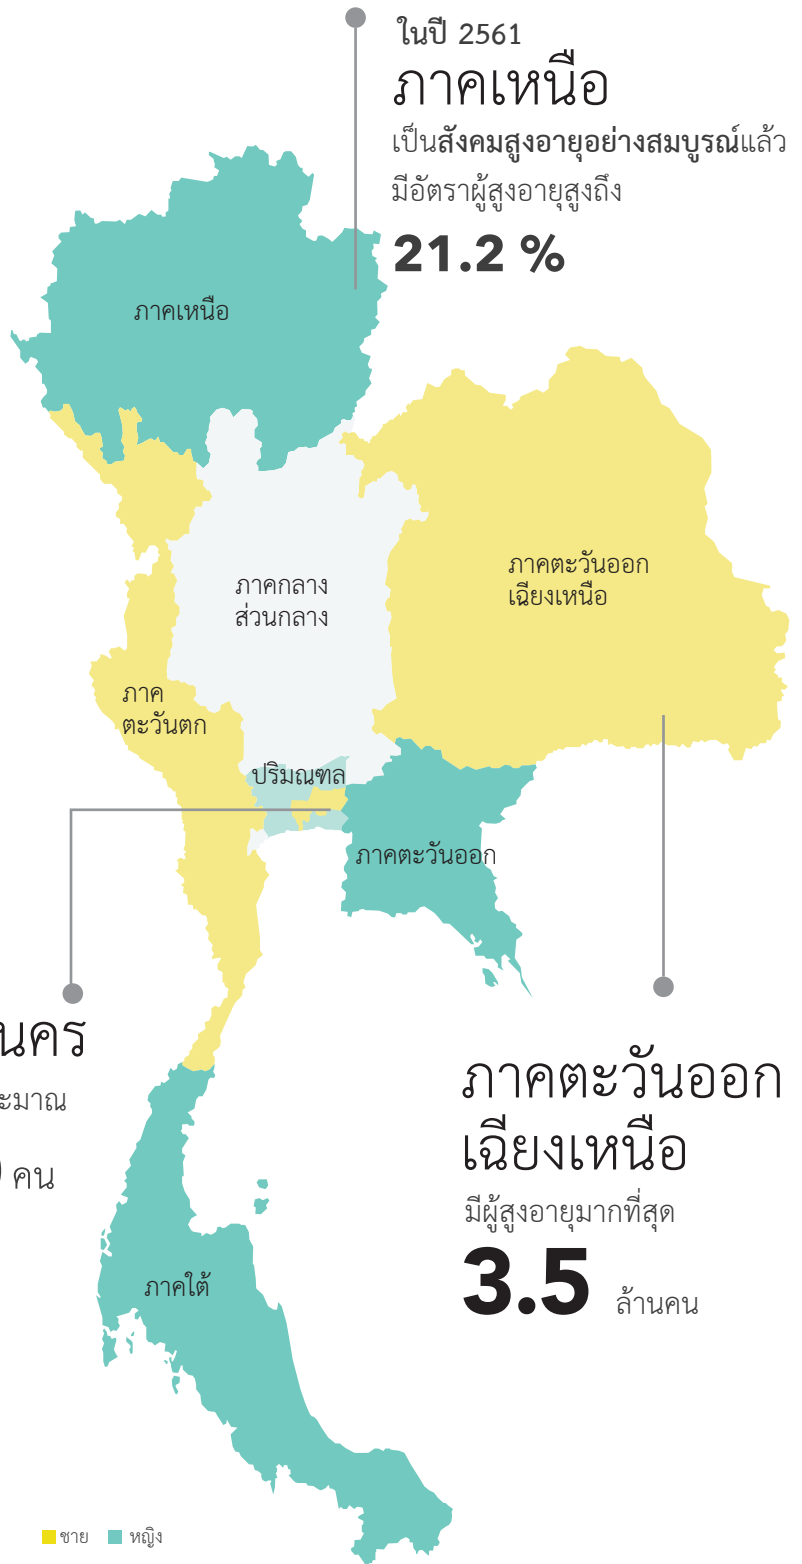 ในปี 2561
ภาคเหนือ
เป็นสังคมสูงอายุอย่างสมบูรณ์แล้ว
มีอัตราผู้สูงอายุสูงถึง
21.2 %
ภาคเหนือ
ภาคตะวันออก
เฉียงเหนือ
ภาคกลาง
ส่วนกลาง
ภาค
ตะวันตก
ปริมณฑล
ภาคตะวันออก
นคร
ะมาณ
คน
ภาคตะวันออก
เฉียงเหนือ
มีผู้สูงอายุมากที่สุด
3.5 ล้านคน
ภาคใต้
ชาย หญิง